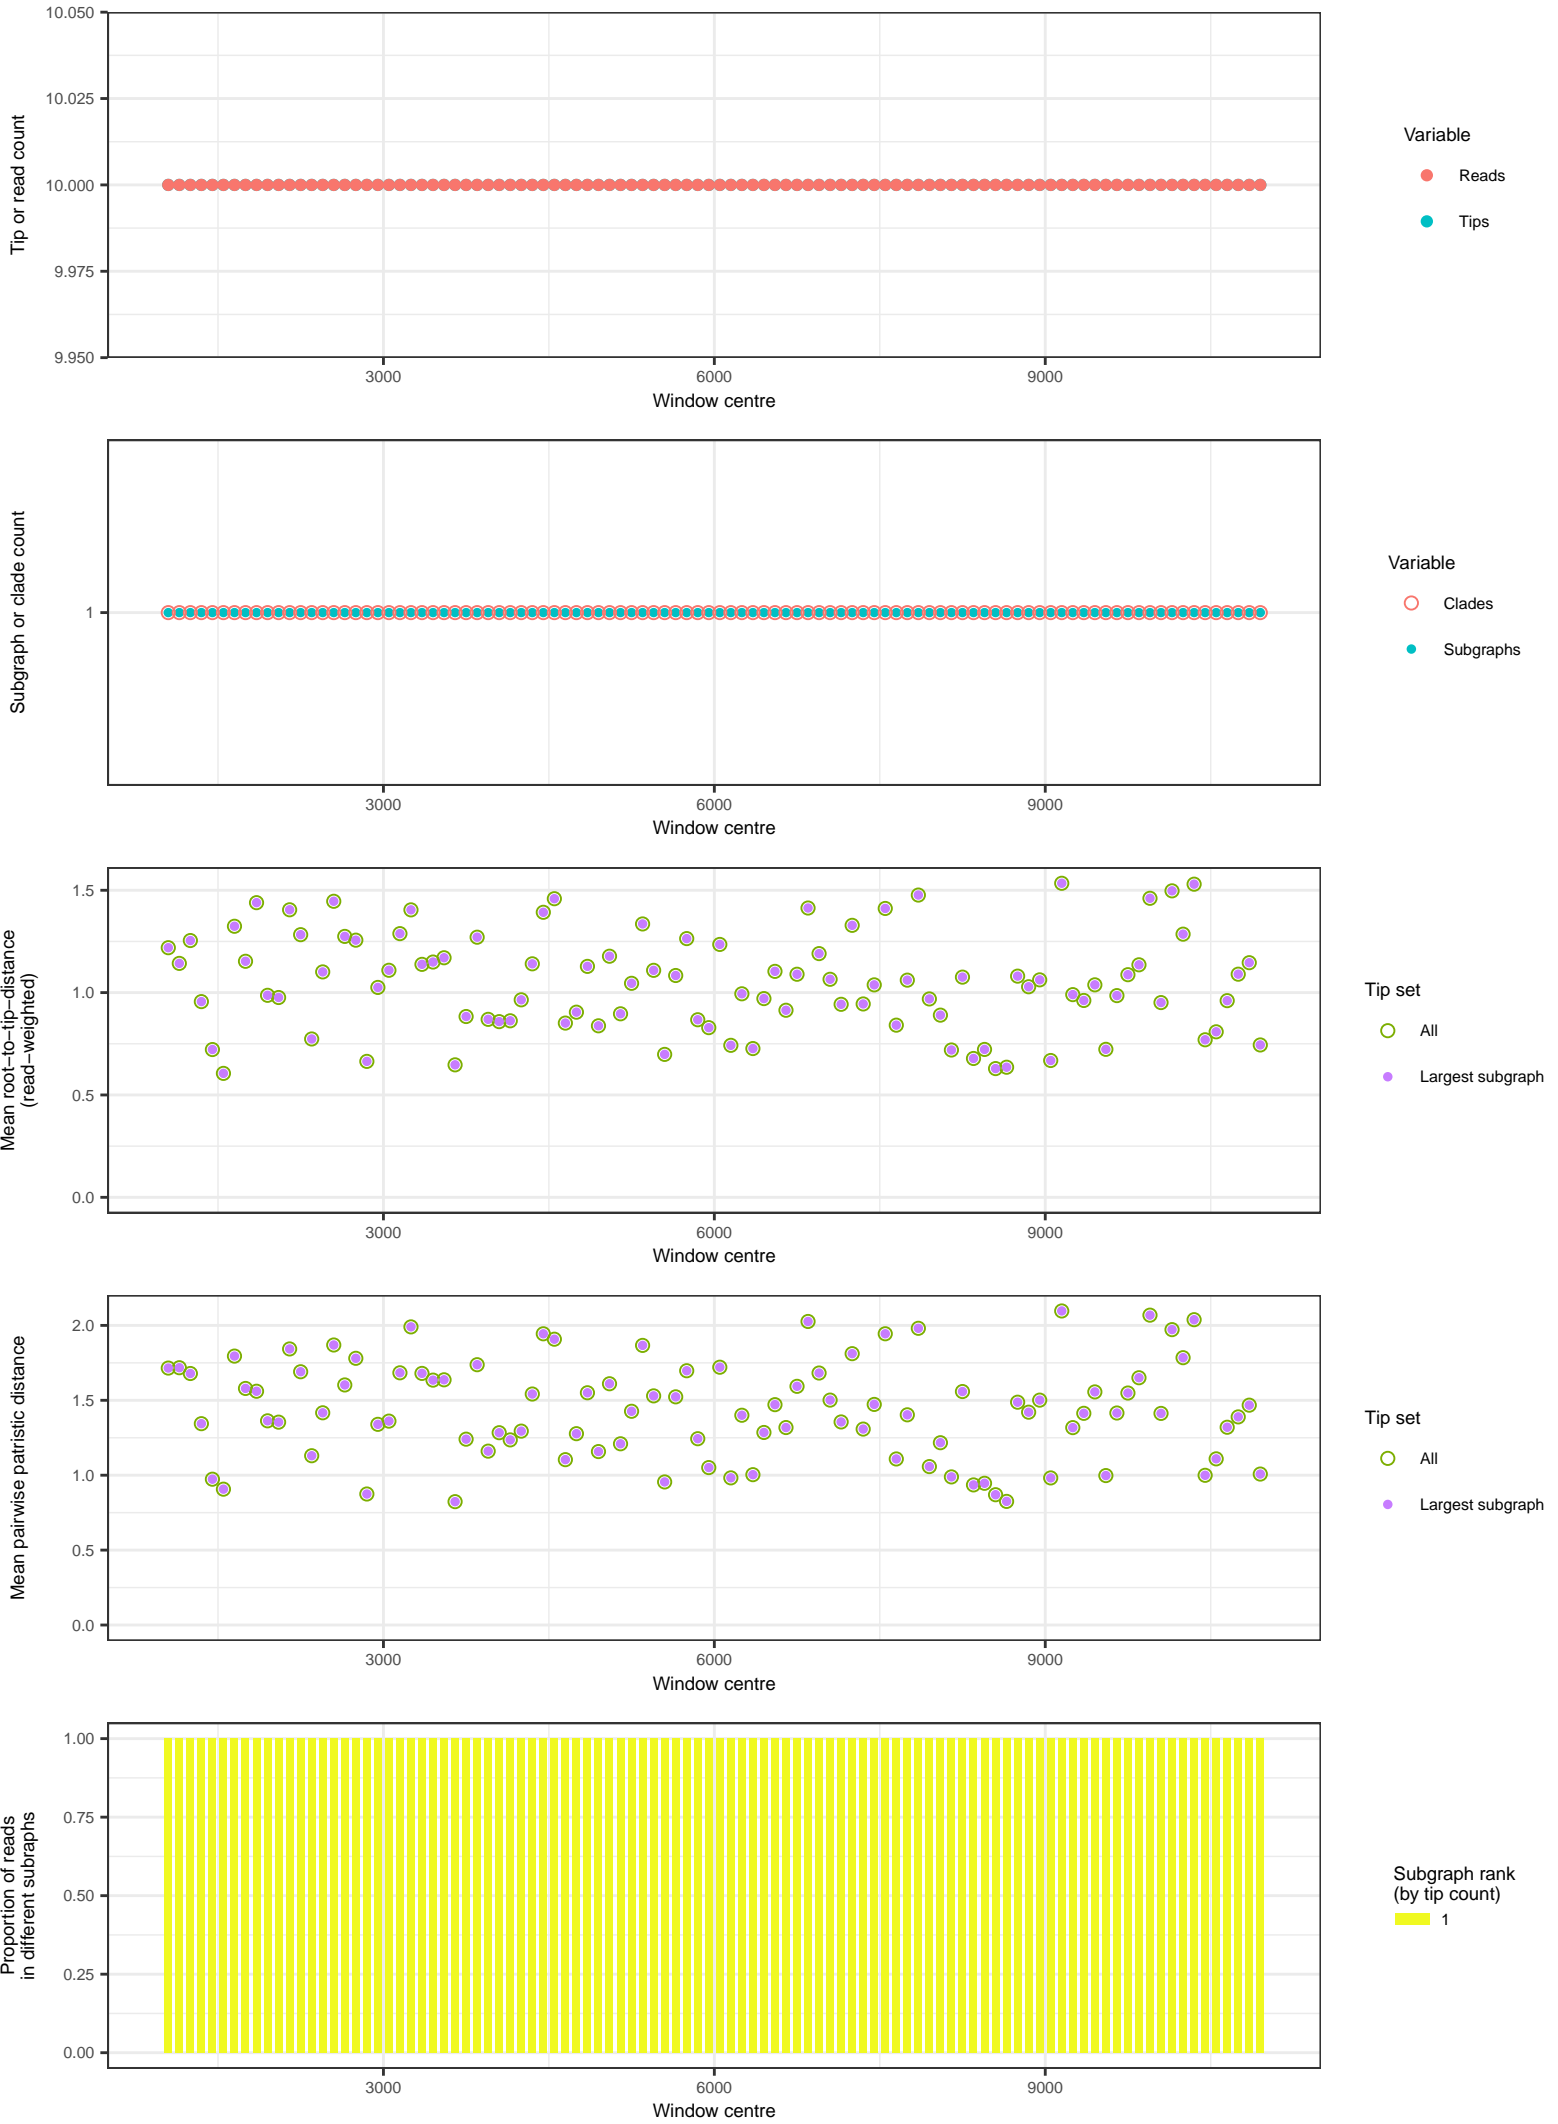 10.050
10.025
10.000
9.975
9.950
Tip or read count
3000 6000 9000
Window centre
Variable
Reads
Tips
1
Subgraph or clade count
3000 6000 9000
Window centre
Variable
Clades
Subgraphs
1.5
1.0
0.5
0.0
Mean root−to−tip−distance
(read−weighted)
3000 6000 9000
Window centre
Tip set
All
Largest subgraph
2.0
1.5
1.0
0.5
0.0
Mean pairwise patristic distance
3000 6000 9000
Window centre
Tip set
All
Largest subgraph
1.00
0.75
0.50
0.25
0.00
Proportion of reads
in different subraphs
3000 6000 9000
Window centre
Subgraph rank
(by tip count)
1